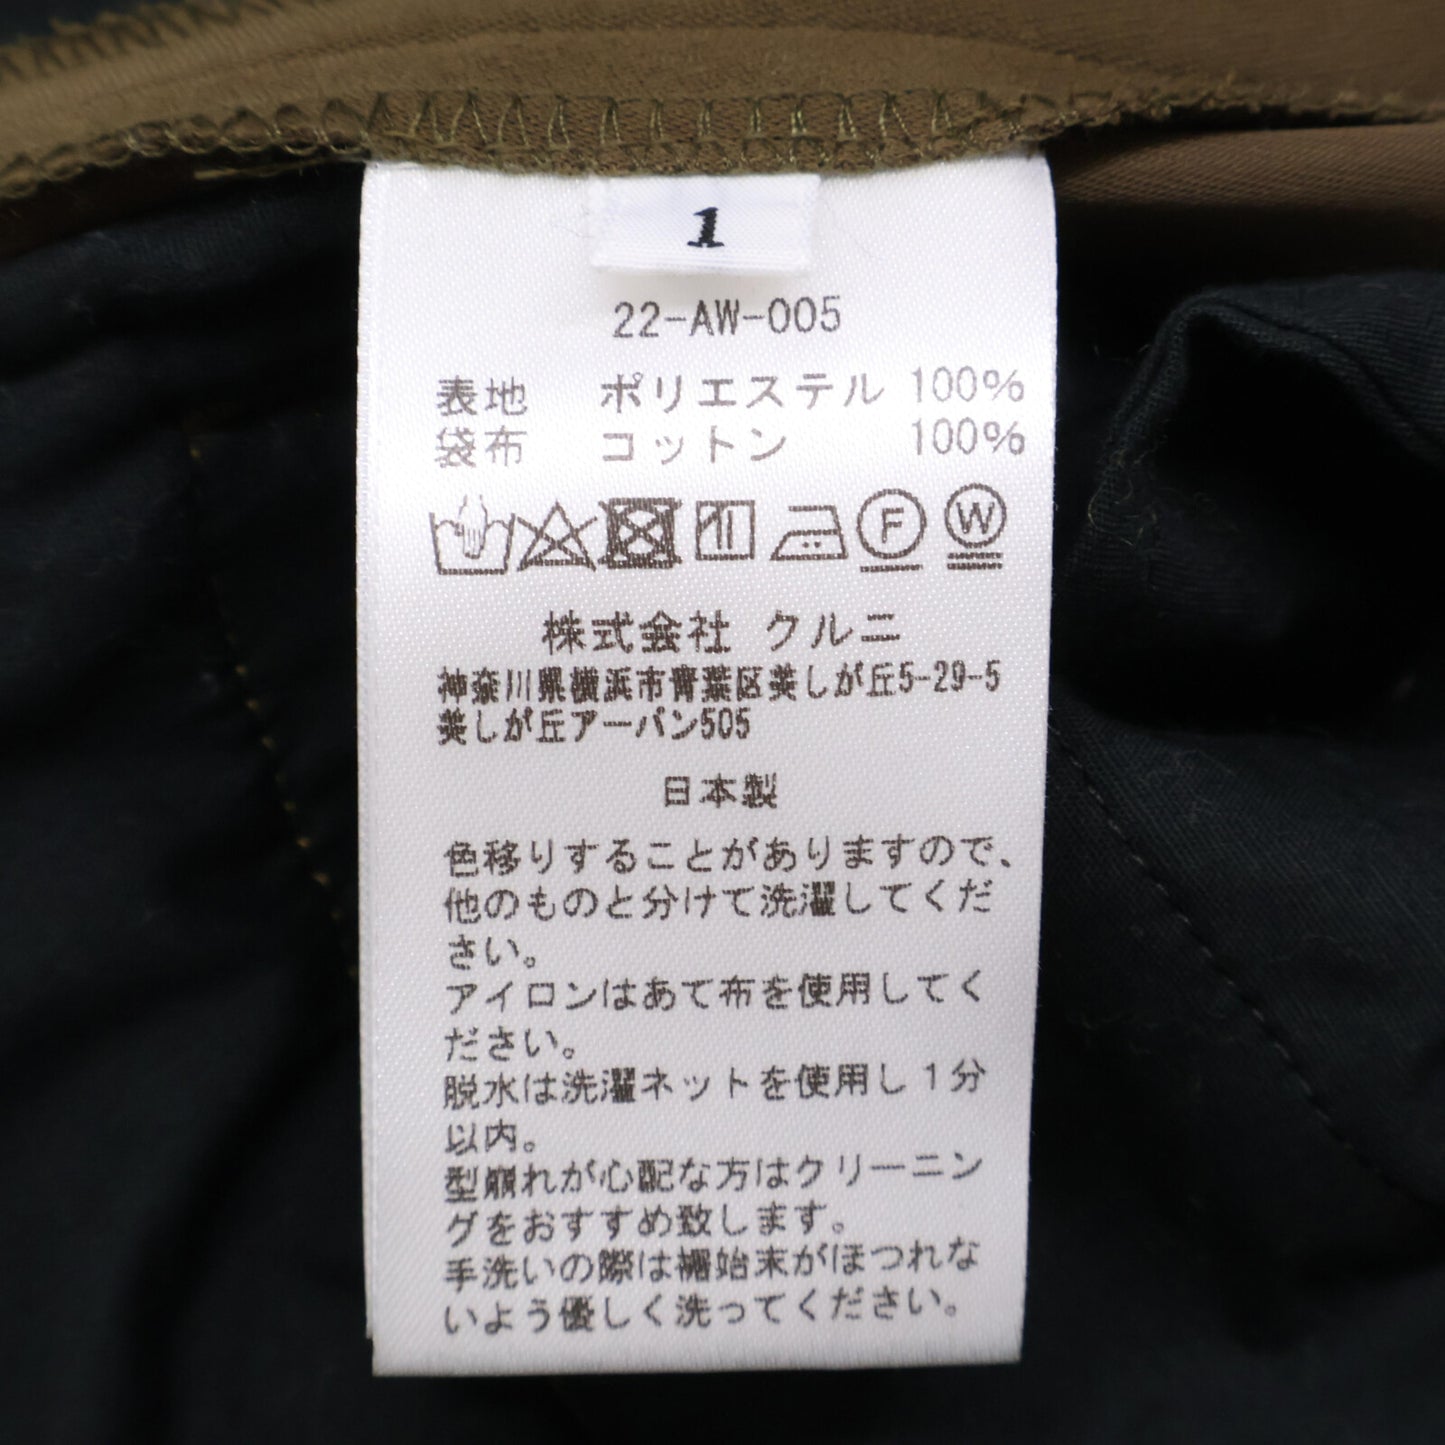 1
22-AW-005
表地 ポリエステル 100%
袋布 コットン 100%
F W
株式会社 クルニ
神奈川県横浜市青葉区美しが丘5-29-5
美しが丘アーバン505
日本製
色移りすることがありますので、
他のものと分けて洗濯してくだ
さい。
アイロンはあて布を使用してく
ださい。
脱水は洗濯ネットを使用し1分
以内。
型崩れが心配な方はクリーニン
グをおすすめ致します。
手洗いの際は裾始末がほつれな
いよう優しく洗ってください。